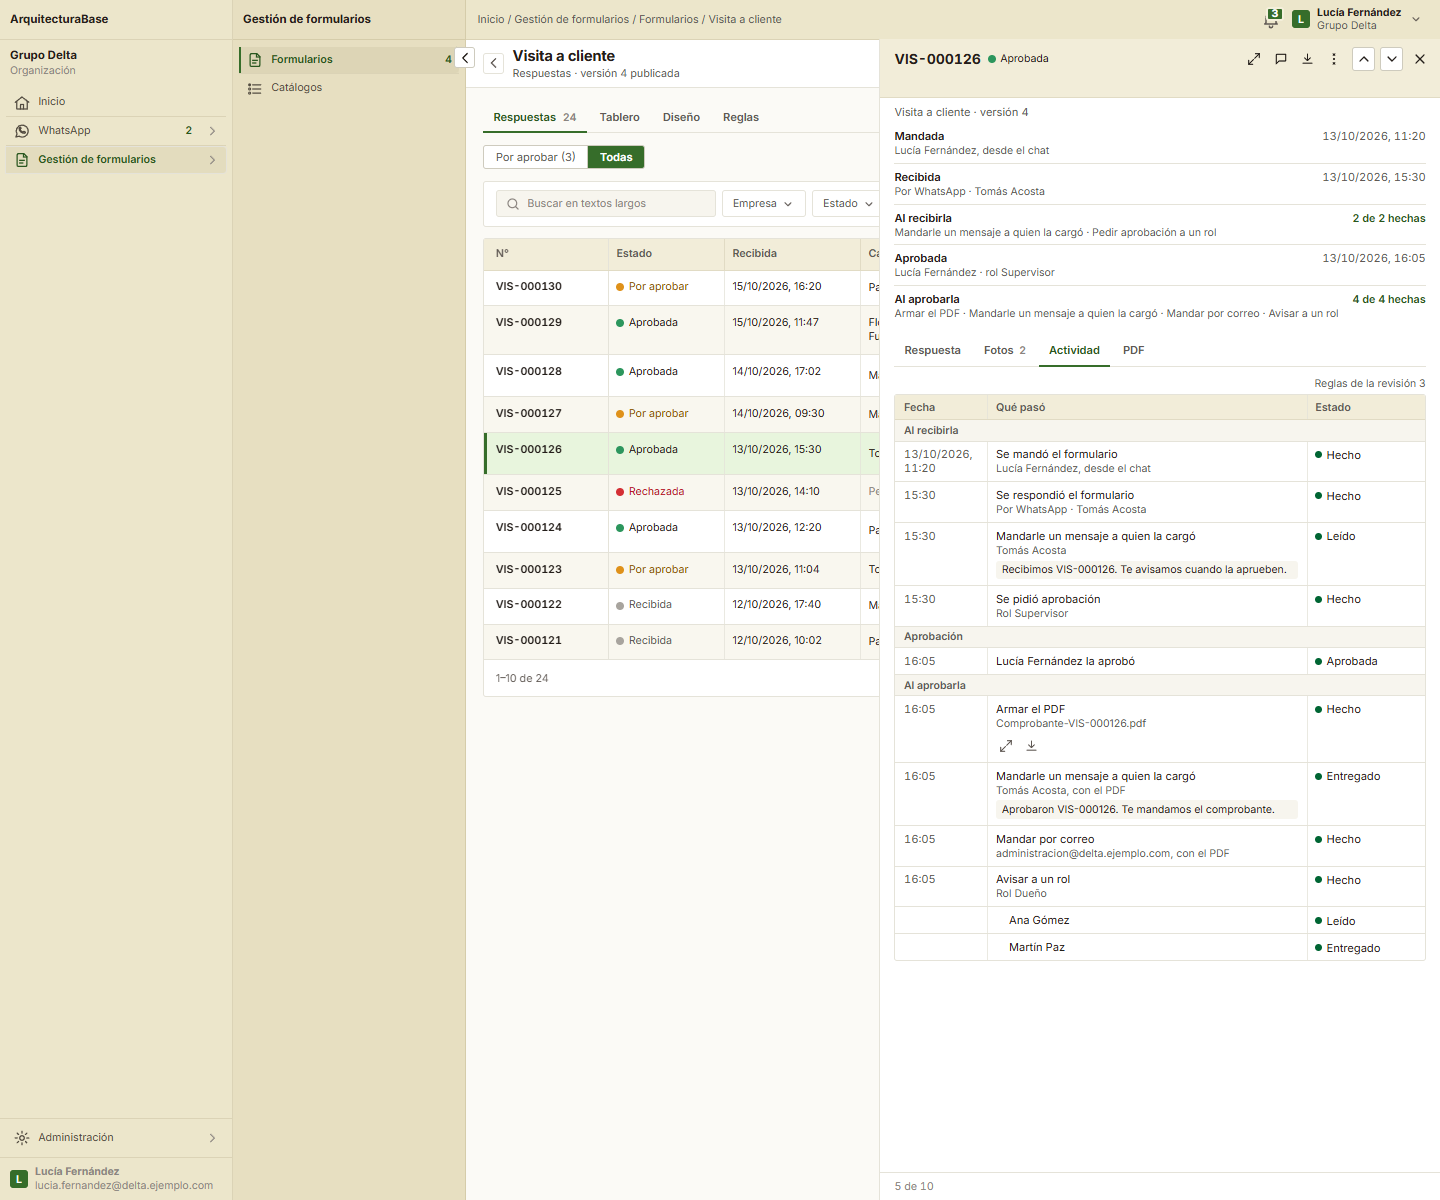 ArquitecturaBase
Grupo Delta
Organización
Inicio
WhatsApp 2
Gestión de formularios
Administración
L
Lucía Fernández
lucia.fernandez@delta.ejemplo.com
Gestión de formularios
Formularios 4
Catálogos
Inicio / Gestión de formularios / Formularios / Visita a cliente
3
L
Lucía Fernández
Grupo Delta
Visita a cliente
Respuestas · versión 4 publicada
Respuestas 24 Tablero Diseño Reglas
Por aprobar (3) Todas
Buscar en textos largos Empresa Estado
N° Estado Recibida Ca
VIS-000130 Por aprobar 15/10/2026, 16:20 Pa
VIS-000129 Aprobada 15/10/2026, 11:47 Flo
Fu
VIS-000128 Aprobada 14/10/2026, 17:02 Ma
VIS-000127 Por aprobar 14/10/2026, 09:30 Ma
VIS-000126 Aprobada 13/10/2026, 15:30 To
VIS-000125 Rechazada 13/10/2026, 14:10 Pe
VIS-000124 Aprobada 13/10/2026, 12:20 Pa
VIS-000123 Por aprobar 13/10/2026, 11:04 To
VIS-000122 Recibida 12/10/2026, 17:40 Ma
VIS-000121 Recibida 12/10/2026, 10:02 Pa
1–10 de 24
VIS-000126 Aprobada
Visita a cliente · versión 4
Mandada 13/10/2026, 11:20
Lucía Fernández, desde el chat
Recibida 13/10/2026, 15:30
Por WhatsApp · Tomás Acosta
Al recibirla 2 de 2 hechas
Mandarle un mensaje a quien la cargó · Pedir aprobación a un rol
Aprobada 13/10/2026, 16:05
Lucía Fernández · rol Supervisor
Al aprobarla 4 de 4 hechas
Armar el PDF · Mandarle un mensaje a quien la cargó · Mandar por correo · Avisar a un rol
Respuesta Fotos 2 Actividad PDF
Reglas de la revisión 3
Fecha Qué pasó Estado
Al recibirla
13/10/2026, 11:20 Se mandó el formulario Hecho
Lucía Fernández, desde el chat
15:30 Se respondió el formulario Hecho
Por WhatsApp · Tomás Acosta
15:30 Mandarle un mensaje a quien la cargó Leído
Tomás Acosta
Recibimos VIS-000126. Te avisamos cuando la aprueben.
15:30 Se pidió aprobación Hecho
Rol Supervisor
Aprobación
16:05 Lucía Fernández la aprobó Aprobada
Al aprobarla
16:05 Armar el PDF Hecho
Comprobante-VIS-000126.pdf
16:05 Mandarle un mensaje a quien la cargó Entregado
Tomás Acosta, con el PDF
Aprobaron VIS-000126. Te mandamos el comprobante.
16:05 Mandar por correo Hecho
administracion@delta.ejemplo.com, con el PDF
16:05 Avisar a un rol Hecho
Rol Dueño
Ana Gómez Leído
Martín Paz Entregado
5 de 10